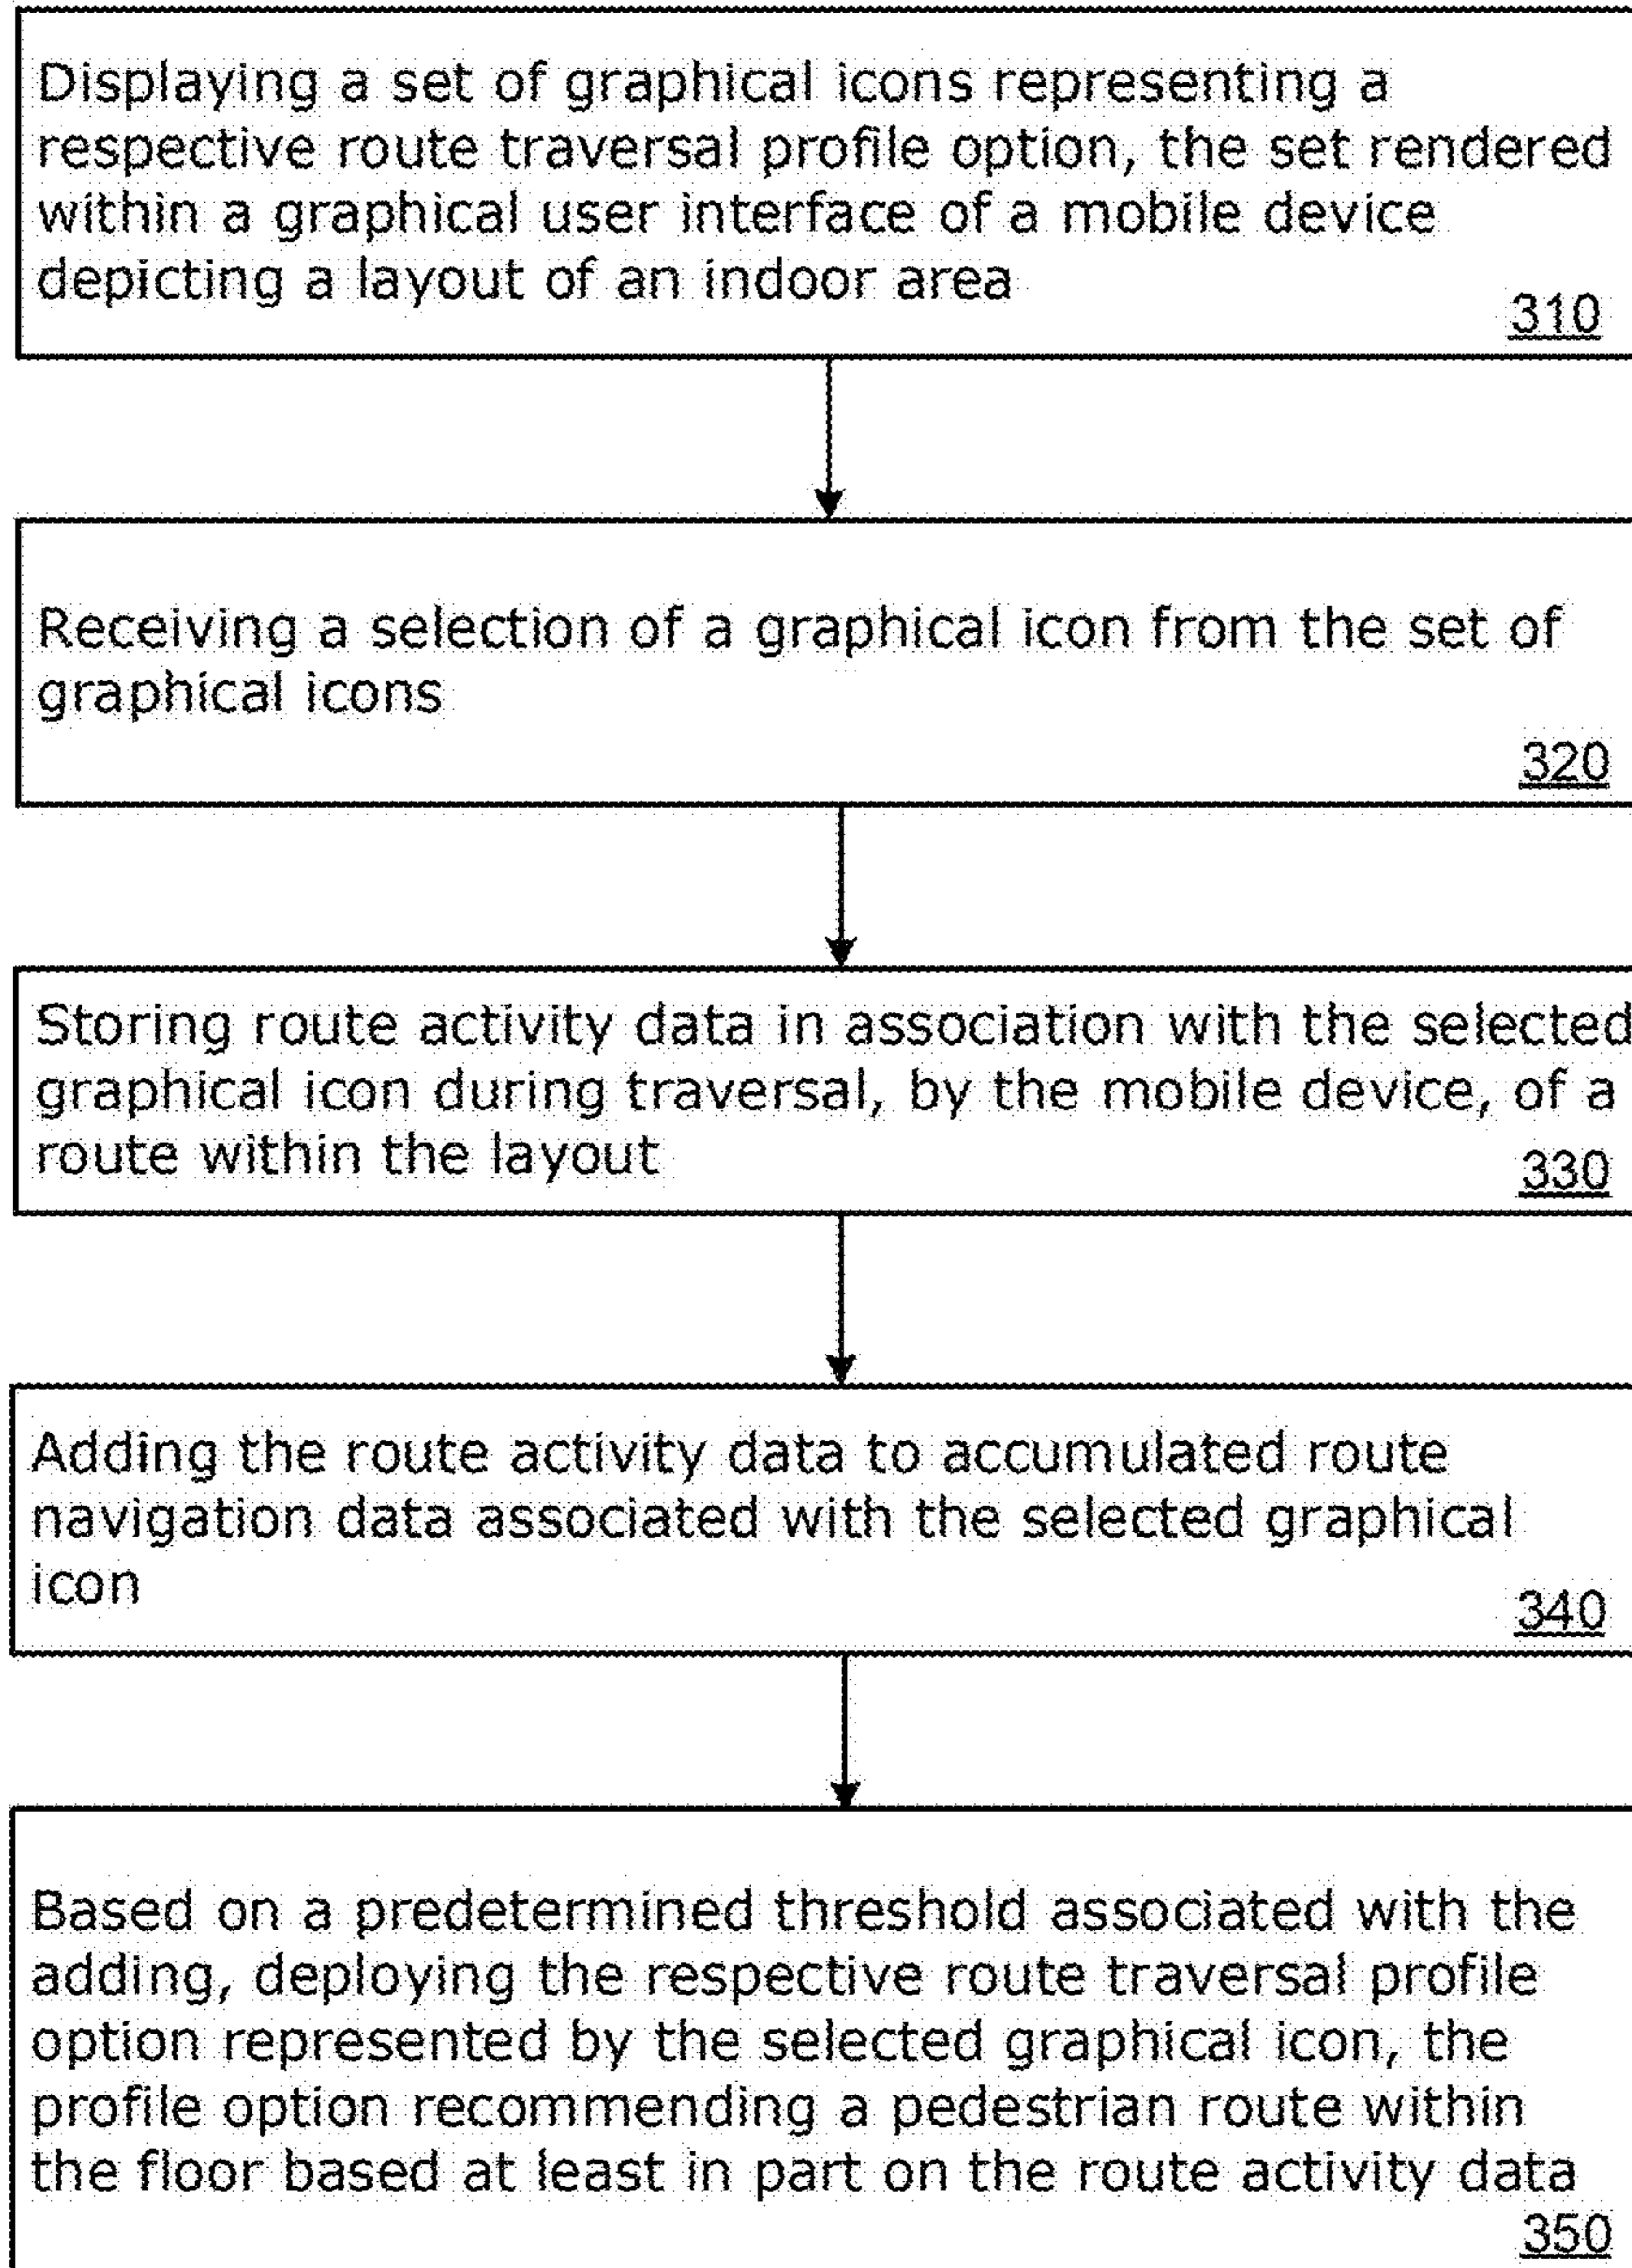 Displaying a set of graphical icons representing a
respective route traversal profile option, the set rendered
within a graphical user interface of a mobile device
depicting a layout of an indoor area
310
Receiving a selection of a graphical icon from the set of
graphical icons
320
Storing route activity data in association with the selected
graphical icon during traversal, by the mobile device, of a
route within the layout
330
Adding the route activity data to accumulated route
navigation data associated with the selected graphical
icon
340
Based on a predetermined threshold associated with the
adding, deploying the respective route traversal profile
option represented by the selected graphical icon, the
profile option recommending a pedestrian route within
the floor based at least in part on the route activity data
350